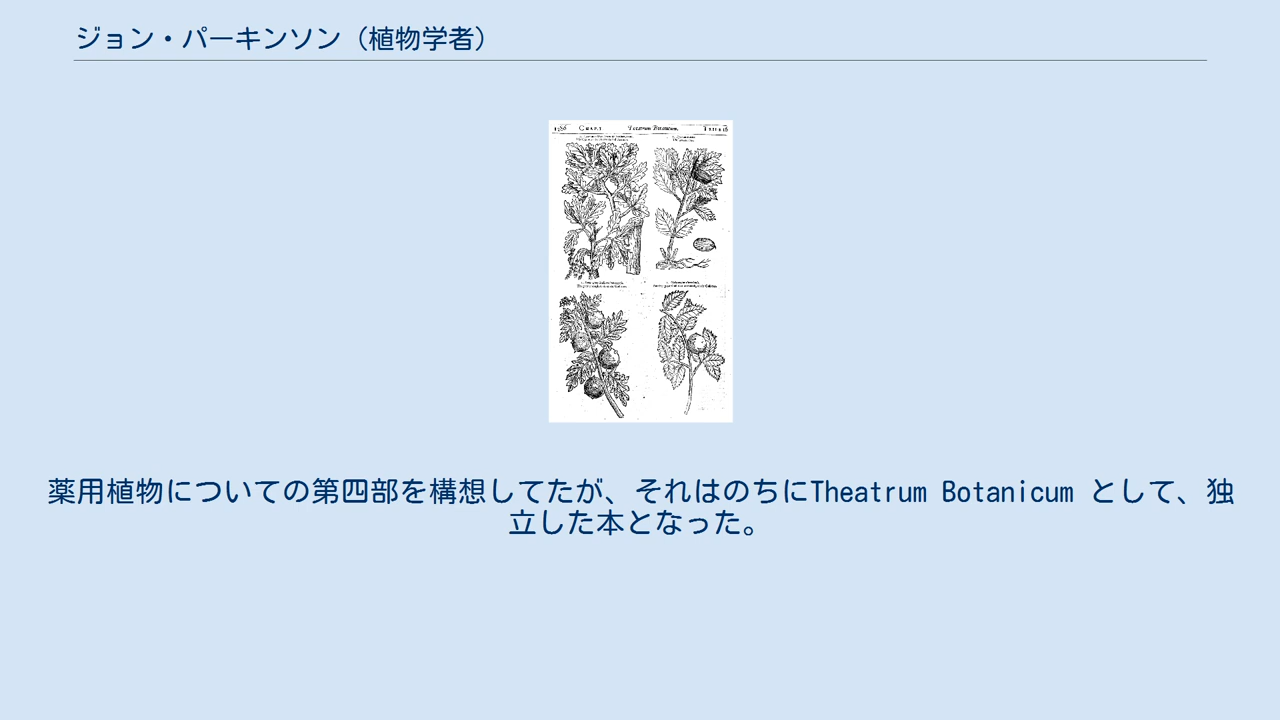 ジョン・パーキンソン（植物学者）
Theatrum Botanicum.
薬用植物についての第四部を構想してたが、それはのちにTheatrum Botanicum として、独
立した本となった。